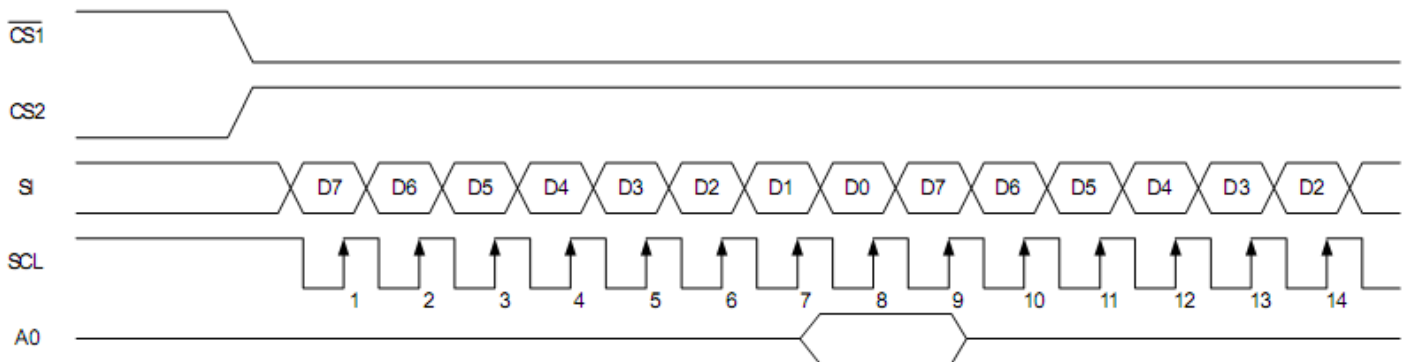 CS1
CS2
SI D7 D6 D5 D4 D3 D2 D1 D0 D7 D6 D5 D4 D3 D2
SCL
1 2 3 4 5 6 7 8 9 10 11 12 13 14
A0